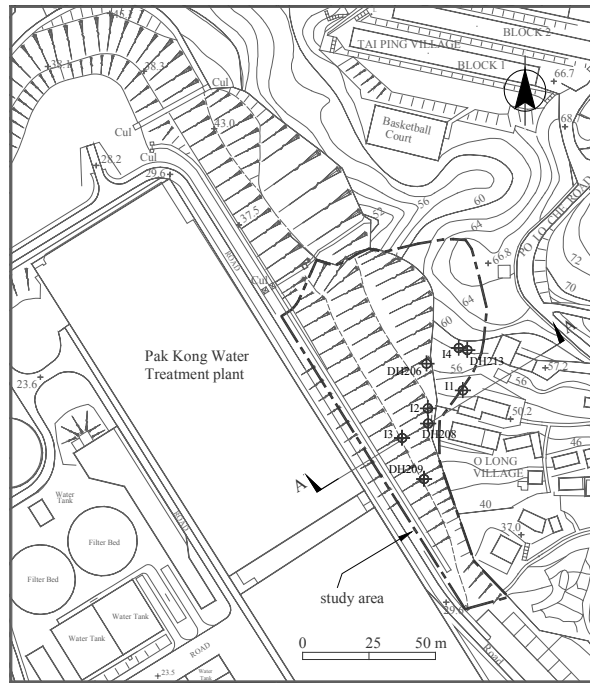 BLOCK 2
TAI PING VILLAGE
BLOCK 1
66.7
38.1
38.3
Cul
43.0
Basketball
Court
68.7
Cul
Cul
28.2
29.6
52
56
60
64
PO LO CHE ROAD
37.5
ROAD
66.8
72
70
Cul
64
60
A
I4
DH213
Pak Kong Water
Treatment plant
DH206
56
57.2
56
23.6
I1
I2
50.2
I3
DH208
46
A
DH209
O LONG
VILLAGE
40
Water
Tank
ROAD
37.0
Filter Bed
Filter Bed
study area
Water Tank
Water Tank
ROAD
Road
0 25 50 m
23.5
Water
Tank